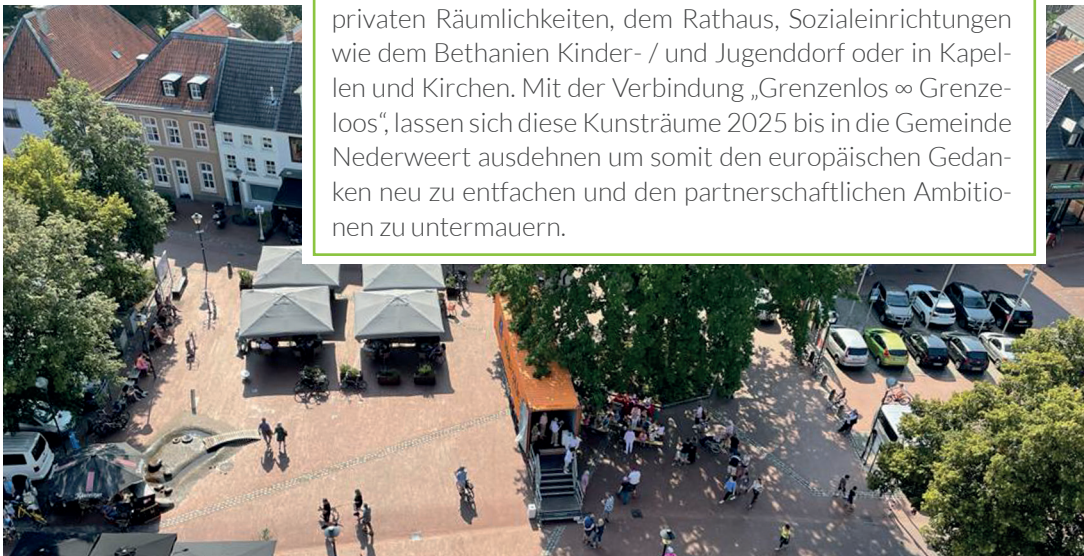 privaten Räumlichkeiten, dem Rathaus, Sozialeinrichtungen
wie dem Bethanien Kinder- / und Jugenddorf oder in Kapel-
len und Kirchen. Mit der Verbindung „Grenzenlos ∞ Grenze-
loos“, lassen sich diese Kunsträume 2025 bis in die Gemeinde
Nederweert ausdehnen um somit den europäischen Gedan-
ken neu zu entfachen und den partnerschaftlichen Ambitio-
nen zu untermauern.